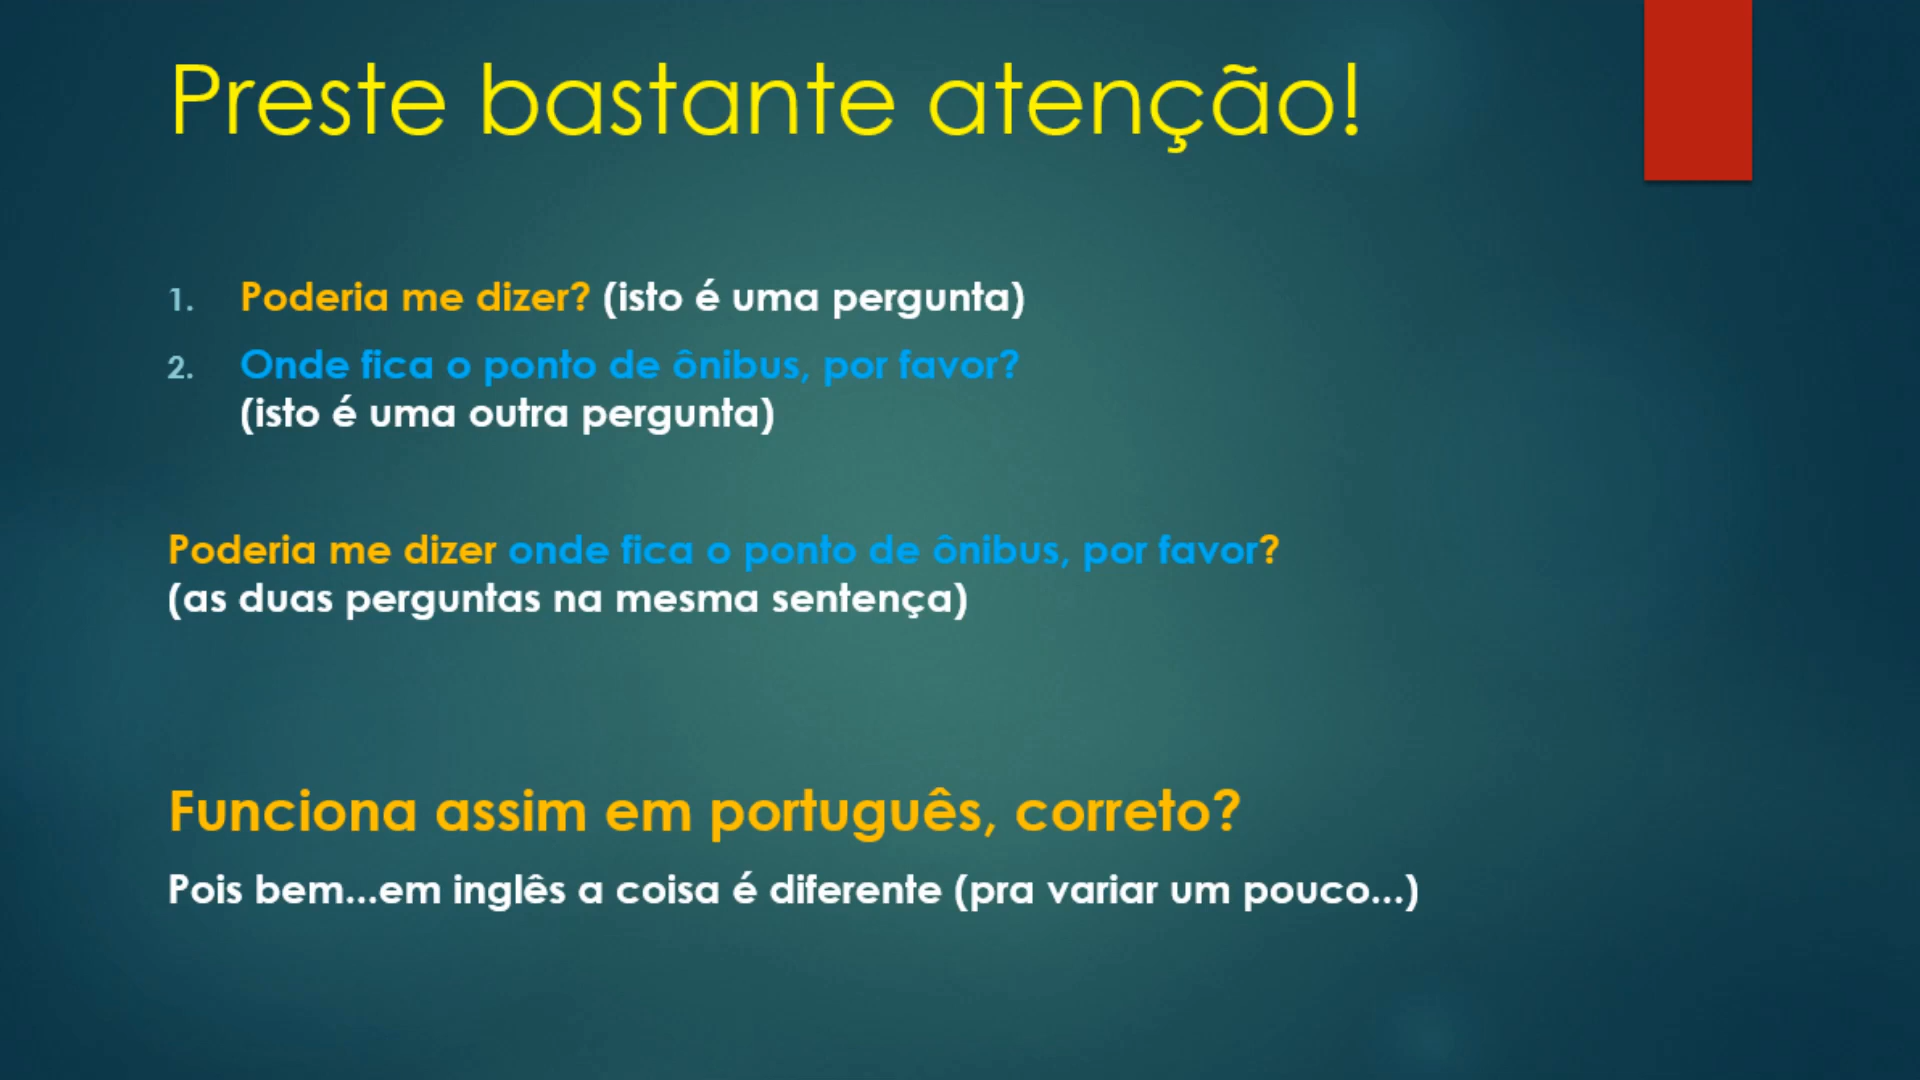 Preste bastante atenção!
1. Poderia me dizer? (isto é uma pergunta)
2. Onde fica o ponto de ônibus, por favor?
(isto é uma outra pergunta)
Poderia me dizer onde fica o ponto de ônibus, por favor?
(as duas perguntas na mesma sentença)
Funciona assim em português, correto?
Pois bem...em inglês a coisa é diferente (pra variar um pouco...)